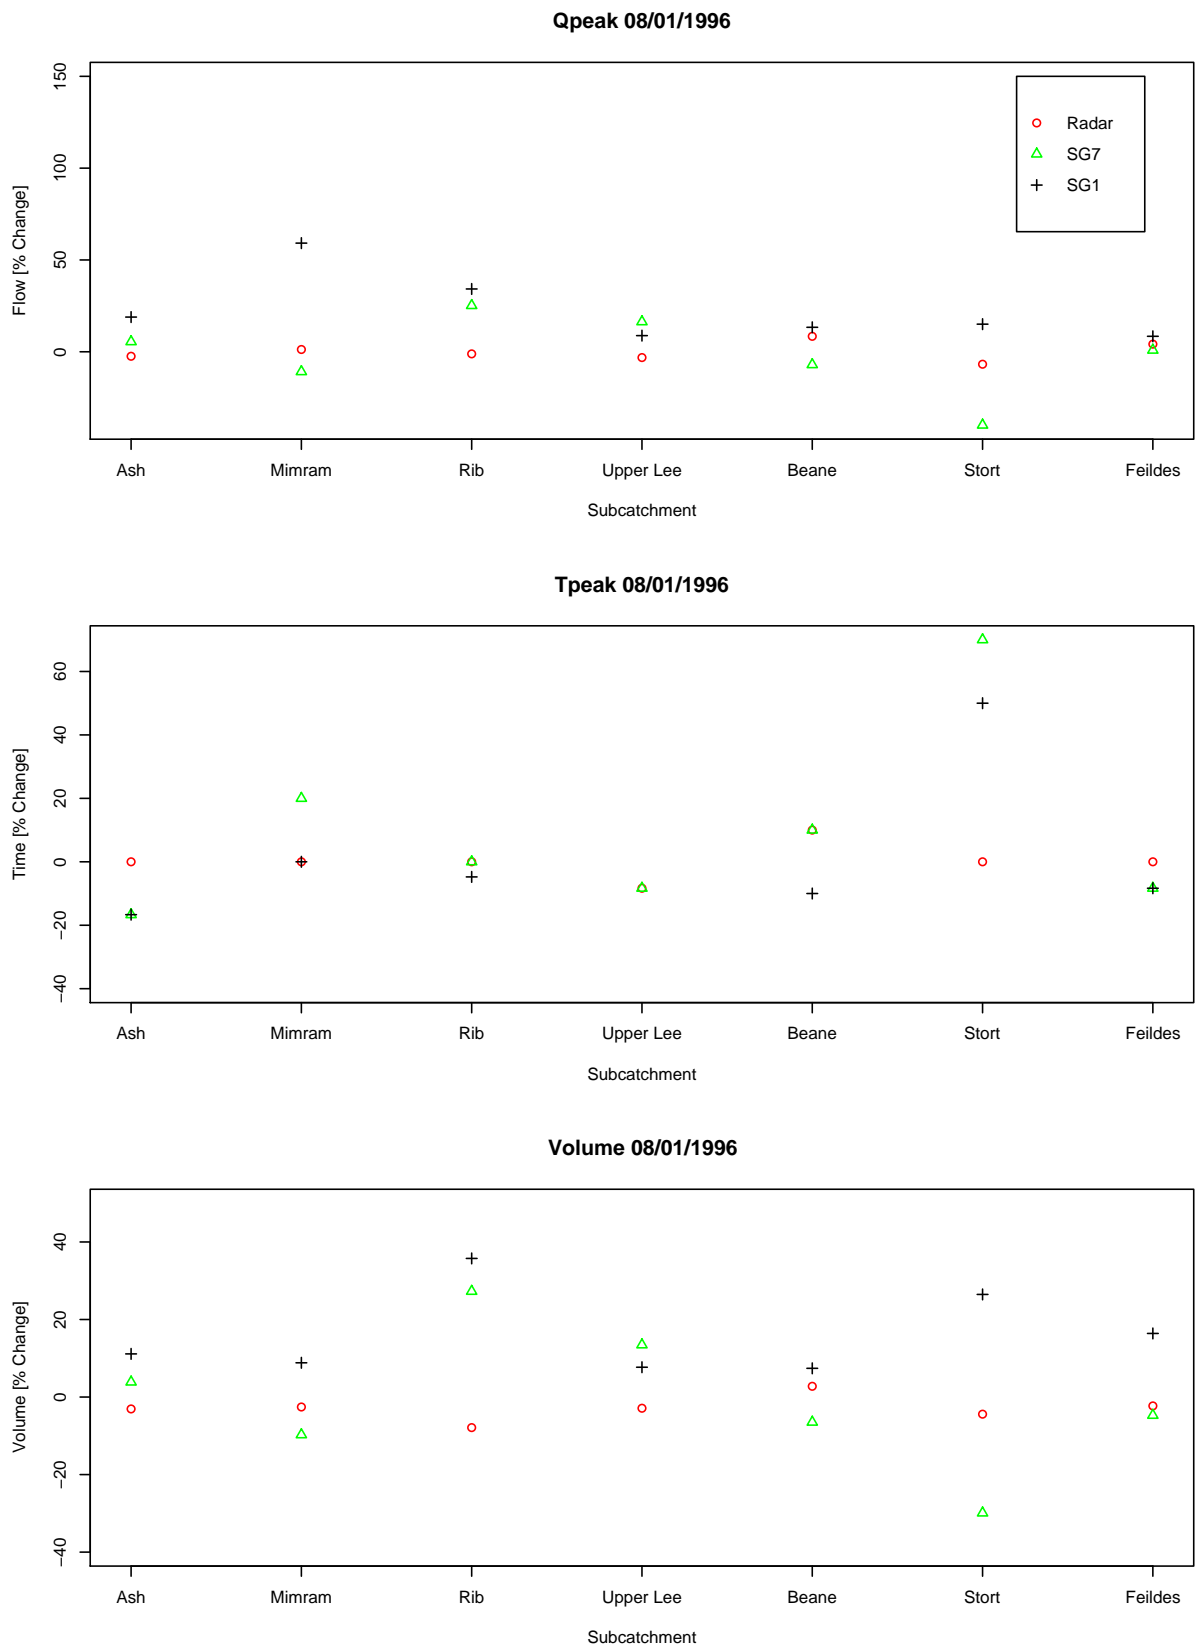 Qpeak 08/01/1996
150
100
50
0
Flow [% Change]
Radar
SG7
SG1
Ash Mimram Rib Upper Lee Beane Stort Feildes
Subcatchment
Tpeak 08/01/1996
60
40
20
0
−20
−40
Time [% Change]
Ash Mimram Rib Upper Lee Beane Stort Feildes
Subcatchment
Volume 08/01/1996
40
20
0
−20
−40
Volume [% Change]
Ash Mimram Rib Upper Lee Beane Stort Feildes
Subcatchment